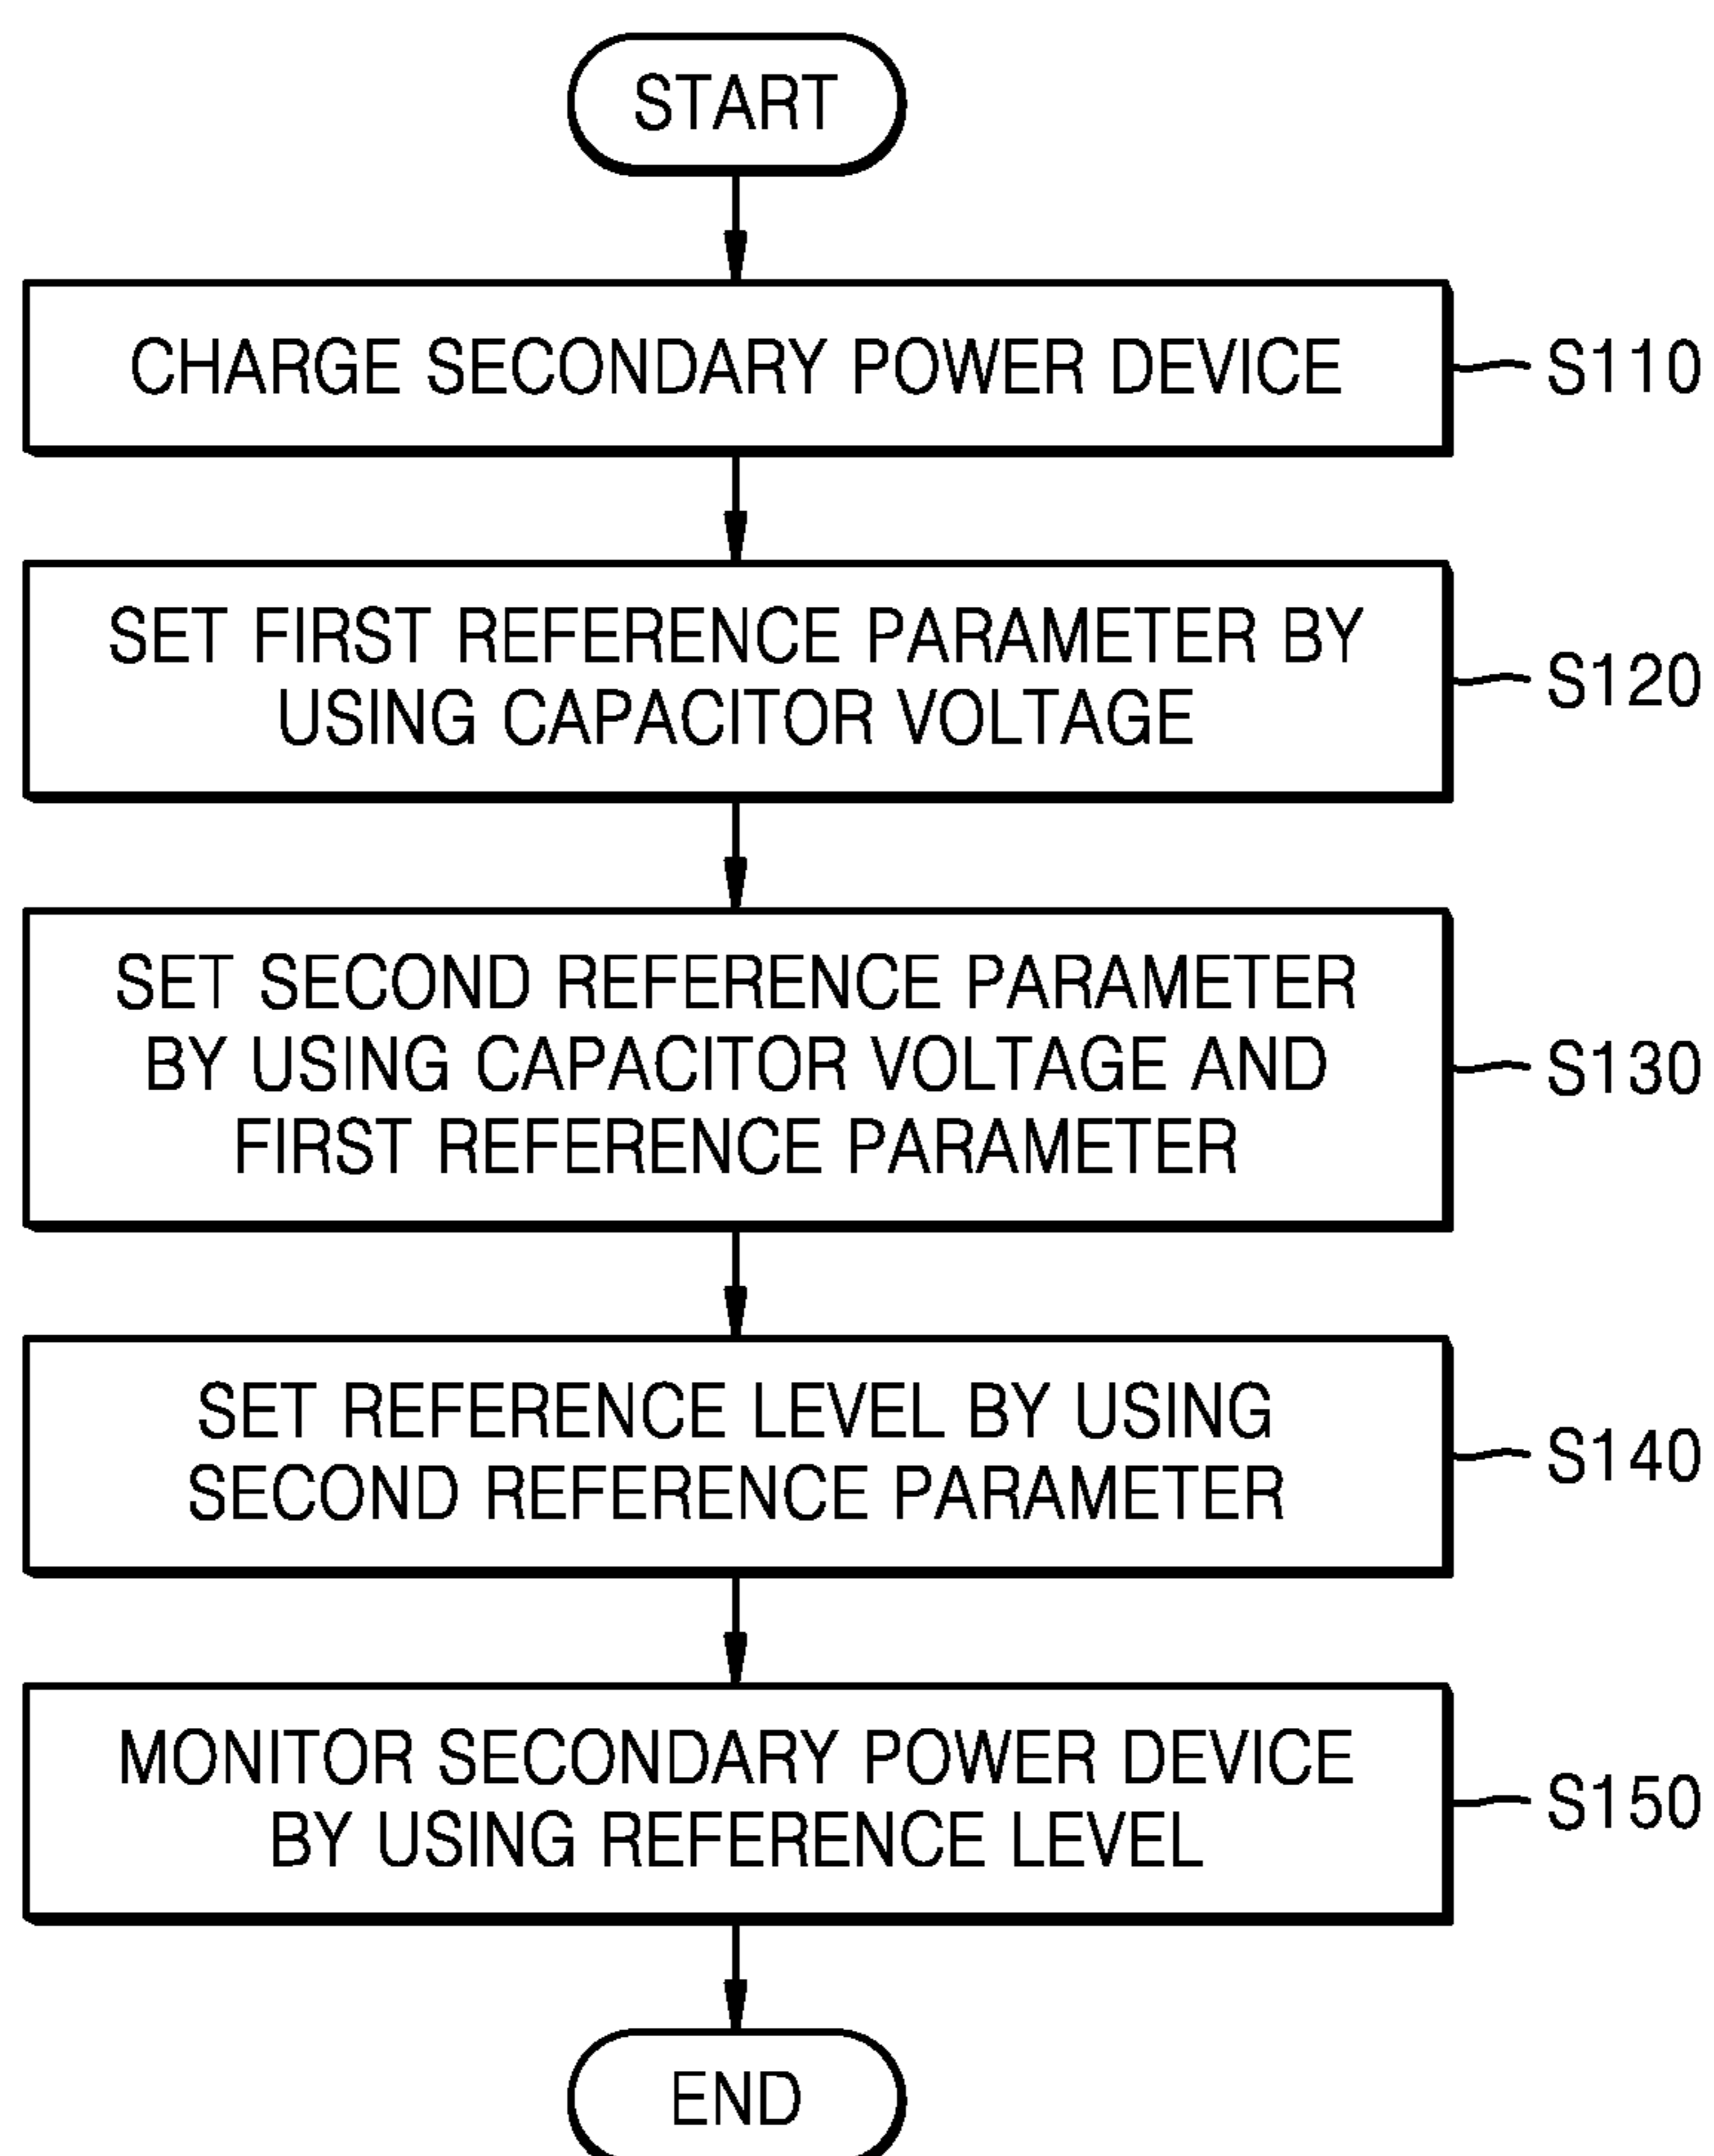 START
CHARGE SECONDARY POWER DEVICE
S110
SET FIRST REFERENCE PARAMETER BY
USING CAPACITOR VOLTAGE
S120
SET SECOND REFERENCE PARAMETER
BY USING CAPACITOR VOLTAGE AND
FIRST REFERENCE PARAMETER
S130
SET REFERENCE LEVEL BY USING
SECOND REFERENCE PARAMETER
S140
MONITOR SECONDARY POWER DEVICE
BY USING REFERENCE LEVEL
S150
END